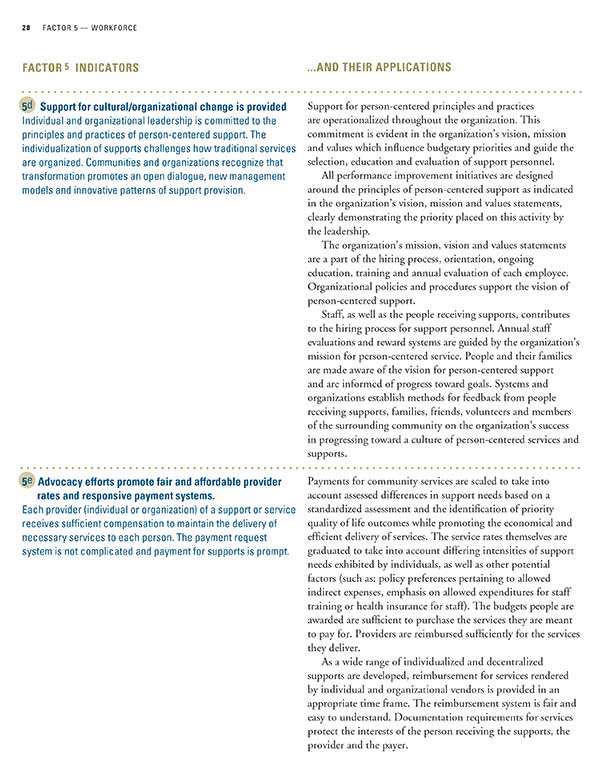 28 FACTOR 5 — WORKFORCE
FACTOR 5 INDICATORS
...AND THEIR APPLICATIONS
5d Support for cultural/organizational change is provided
Individual and organizational leadership is committed to the
principles and practices of person-centered support. The
individualization of supports challenges how traditional services
are organized. Communities and organizations recognize that
transformation promotes an open dialogue, new management
models and innovative patterns of support provision.
Support for person-centered principles and practices
are operationalized throughout the organization. This
commitment is evident in the organization's vision, mission
and values which influence budgetary priorities and guide the
selection, education and evaluation of support personnel.
All performance improvement initiatives are designed
around the principles of person-centered support as indicated
in the organization's vision, mission and values statements,
clearly demonstrating the priority placed on this activity by
the leadership.
The organization's mission, vision and values statements
are a part of the hiring process, orientation, ongoing
education, training and annual evaluation of each employee.
Organizational policies and procedures support the vision of
person-centered support.
Staff, as well as the people receiving supports, contributes
to the hiring process for support personnel. Annual staff
evaluations and reward systems are guided by the organization's
mission for person-centered service. People and their families
are made aware of the vision for person-centered support
and are informed of progress toward goals. Systems and
organizations establish methods for feedback from people
receiving supports, families, friends, volunteers and members
of the surrounding community on the organization's success
in progressing toward a culture of person-centered services and
supports.
5e Advocacy efforts promote fair and affordable provider
rates and responsive payment systems.
Each provider (individual or organization) of a support or service
receives sufficient compensation to maintain the delivery of
necessary services to each person. The payment request
system is not complicated and payment for supports is prompt.
Payments for community services are scaled to take into
account assessed differences in support needs based on a
standardized assessment and the identification of priority
quality of life outcomes while promoting the economical and
efficient delivery of services. The service rates themselves are
graduated to take into account differing intensities of support
needs exhibited by individuals, as well as other potential
factors (such as: policy preferences pertaining to allowed
indirect expenses, emphasis on allowed expenditures for staff
training or health insurance for staff). The budgets people are
awarded are sufficient to purchase the services they are meant
to pay for. Providers are reimbursed sufficiently for the services
they deliver.
As a wide range of individualized and decentralized
supports are developed, reimbursement for services rendered
by individual and organizational vendors is provided in an
appropriate time frame. The reimbursement system is fair and
easy to understand. Documentation requirements for services
protect the interests of the person receiving the supports, the
provider and the payer.